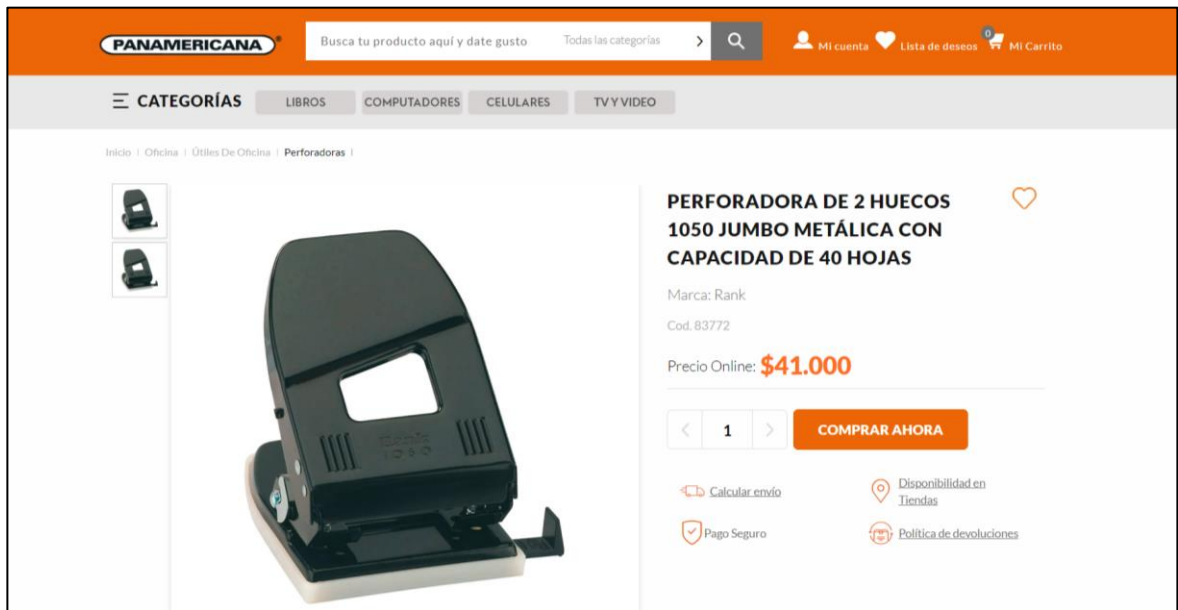 PANAMERICANA®
Busca tu producto aquí y date gusto
Todas las categorías
Mi cuenta
Lista de deseos
0
Mi Carrito
CATEGORÍAS
LIBROS
COMPUTADORES
CELULARES
TV Y VIDEO
Inicio | Oficina | Útiles De Oficina | Perforadoras |
PERFORADORA DE 2 HUECOS
1050 JUMBO METÁLICA CON
CAPACIDAD DE 40 HOJAS
Marca: Rank
Cod. 83772
Precio Online: $41.000
1
COMPRAR AHORA
Calcular envío
Disponibilidad en
Tiendas
Pago Seguro
Política de devoluciones